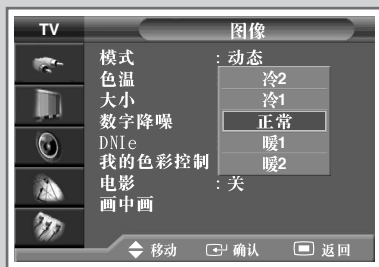 TV 图像
模式 : 动态
色温 冷2
大小 冷1
数字降噪 正常
DNIe 暖1
我的色彩控制 暖2
电影 : 关
画中画
移动 确认 返回